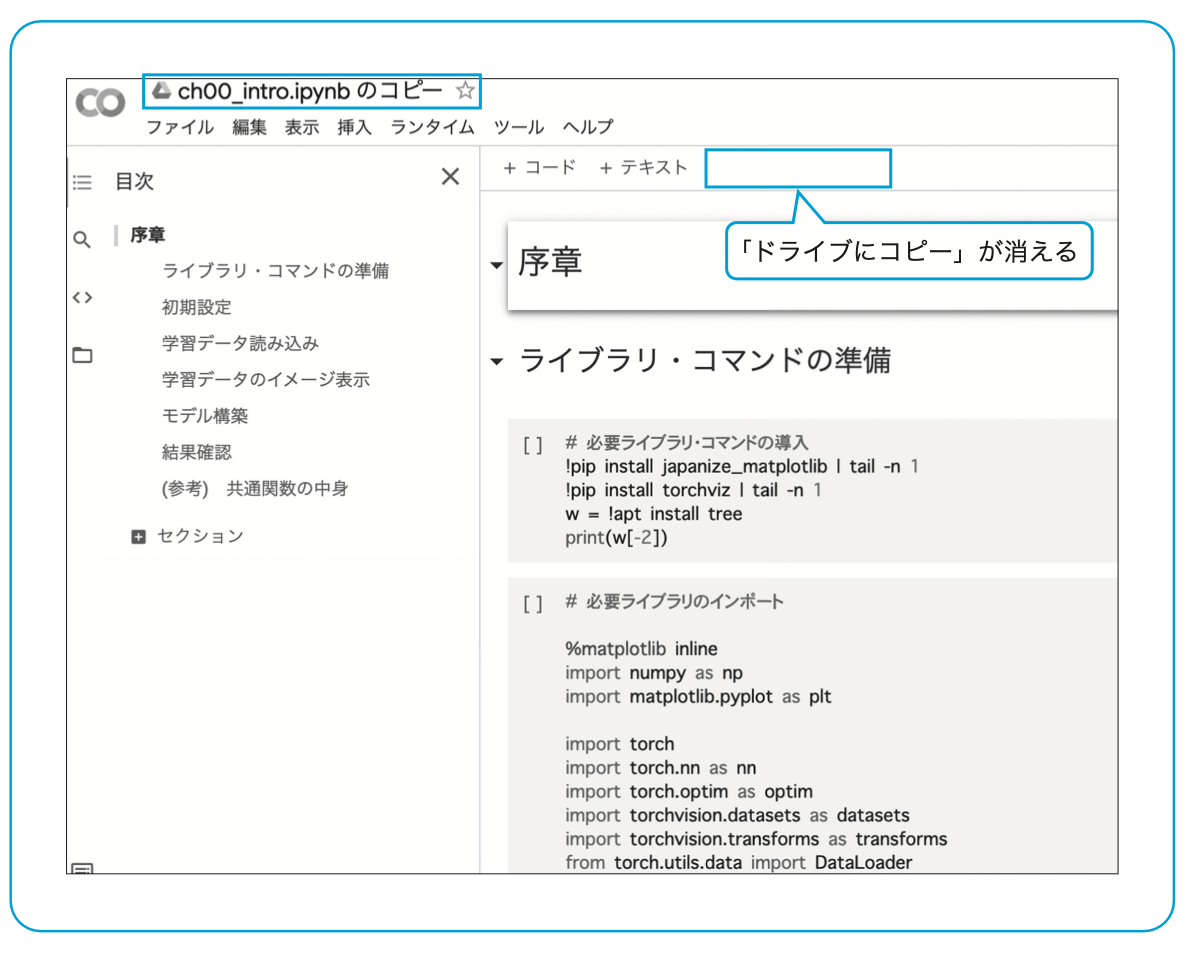 CO
ch00_intro.ipynb のコピー
ファイル 編集 表示 挿入 ランタイム ツール ヘルプ
+ コード + テキスト
「ドライブにコピー」が消える
目次
序章
ライブラリ・コマンドの準備
初期設定
学習データ読み込み
学習データのイメージ表示
モデル構築
結果確認
(参考) 共通関数の中身
セクション
序章
ライブラリ・コマンドの準備
[ ] # 必要ライブラリ・コマンドの導入
!pip install japanize_matplotlib | tail -n 1
!pip install torchviz | tail -n 1
w = !apt install tree
print(w[-2])
[ ] # 必要ライブラリのインポート
%matplotlib inline
import numpy as np
import matplotlib.pyplot as plt
import torch
import torch.nn as nn
import torch.optim as optim
import torchvision.datasets as datasets
import torchvision.transforms as transforms
from torch.utils.data import DataLoader